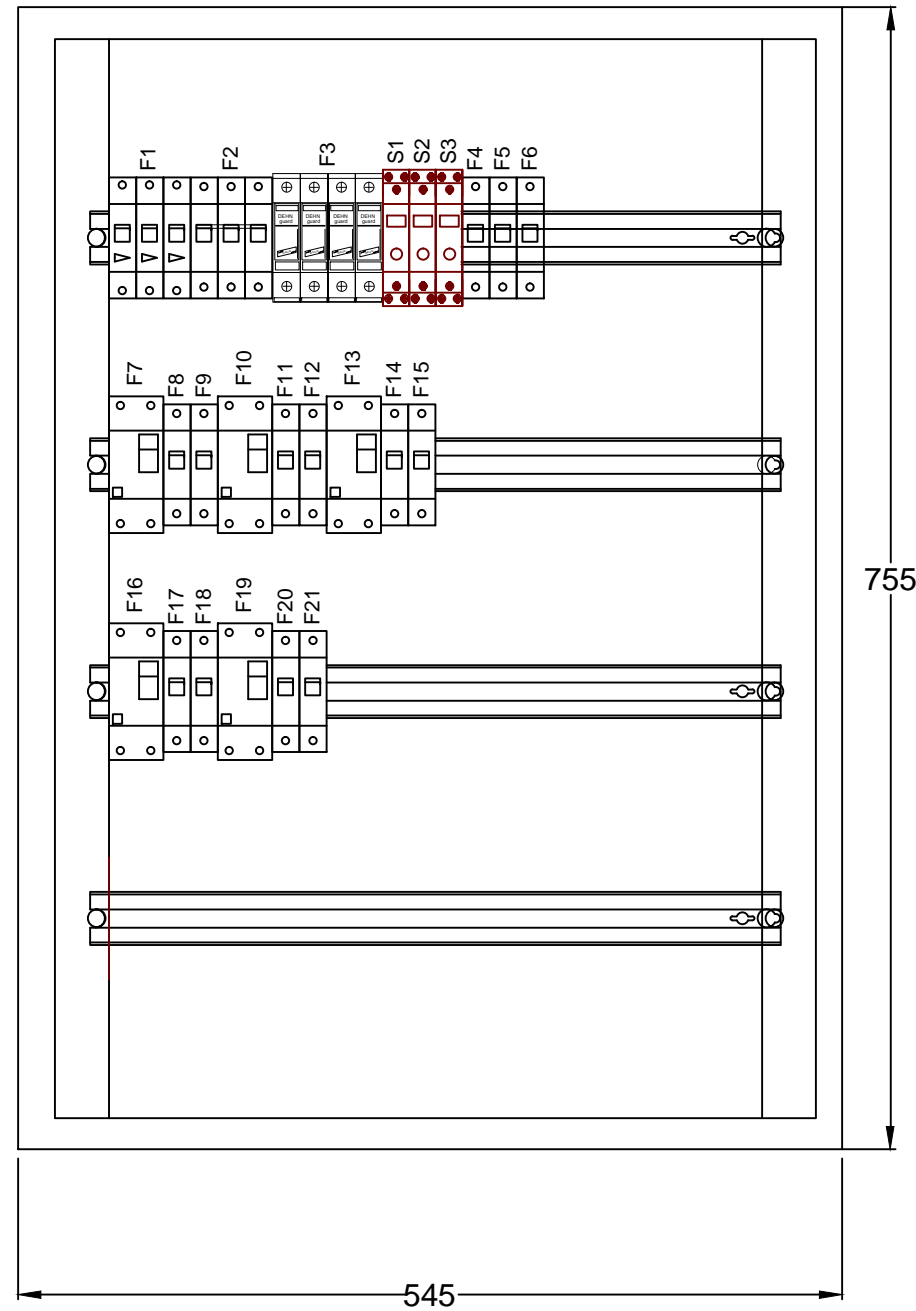 F1 F2 F3 S1 S2 S3 F4 F5 F6
DEHN DEHN DEHN DEHN
guard guard guard guard
F7 F8 F9 F10 F11 F12 F13 F14 F15
755
F16 F17 F18 F19 F20 F21
545